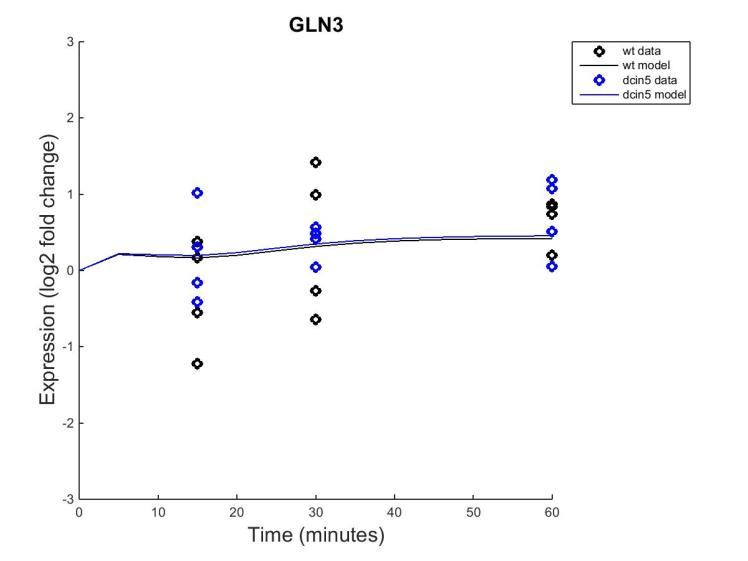 GLN3
wt data
wt model
dcin5 data
dcin5 model
3
2
1
0
-1
-2
-3
Expression (log2 fold change)
0 10 20 30 40 50 60
Time (minutes)